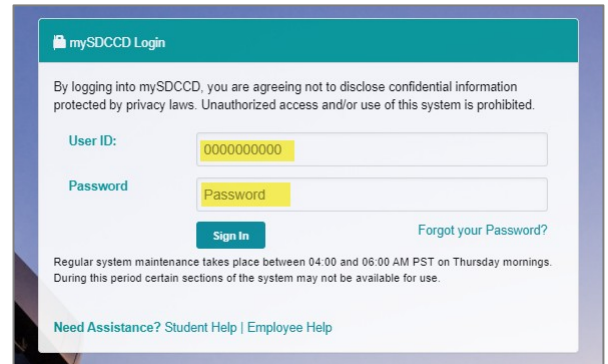 mySDCCD Login
By logging into mySDCCD, you are agreeing not to disclose confidential information
protected by privacy laws. Unauthorized access and/or use of this system is prohibited.
User ID:
0000000000
Password
Password
Sign In
Forgot your Password?
Regular system maintenance takes place between 04:00 and 06:00 AM PST on Thursday mornings.
During this period certain sections of the system may not be available for use.
Need Assistance? Student Help | Employee Help